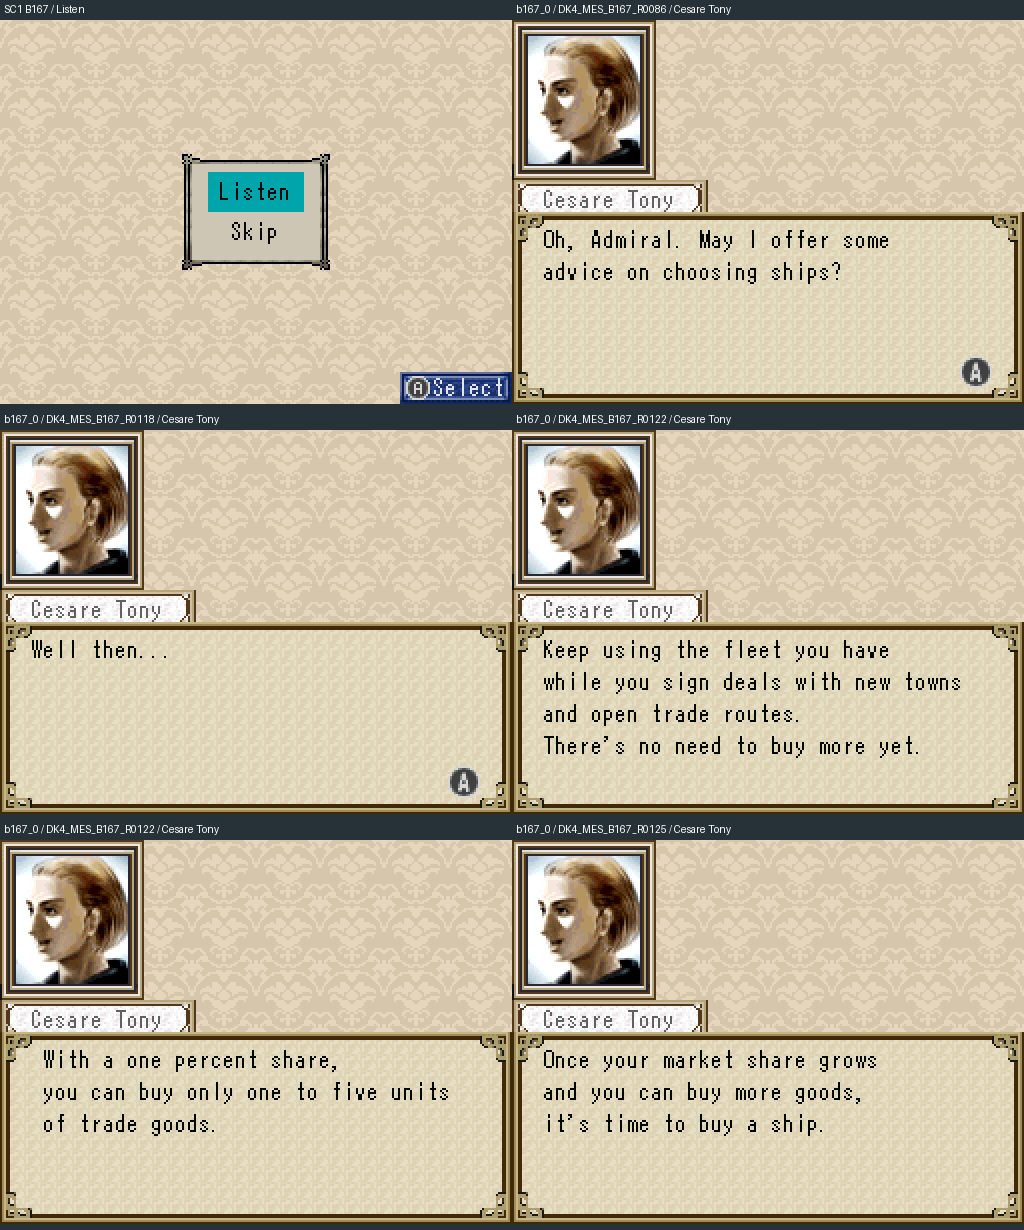 SC1 B167 / Listen
Listen
Skip
A Select
b167_0 / DK4_MES_B167_R0086 / Cesare Tony
Cesare Tony
Oh, Admiral. May I offer some
advice on choosing ships?
A
b167_0 / DK4_MES_B167_R0118 / Cesare Tony
Cesare Tony
Well then...
A
b167_0 / DK4_MES_B167_R0122 / Cesare Tony
Cesare Tony
Keep using the fleet you have
while you sign deals with new towns
and open trade routes.
There's no need to buy more yet.
b167_0 / DK4_MES_B167_R0122 / Cesare Tony
Cesare Tony
With a one percent share,
you can buy only one to five units
of trade goods.
b167_0 / DK4_MES_B167_R0125 / Cesare Tony
Cesare Tony
Once your market share grows
and you can buy more goods,
it's time to buy a ship.